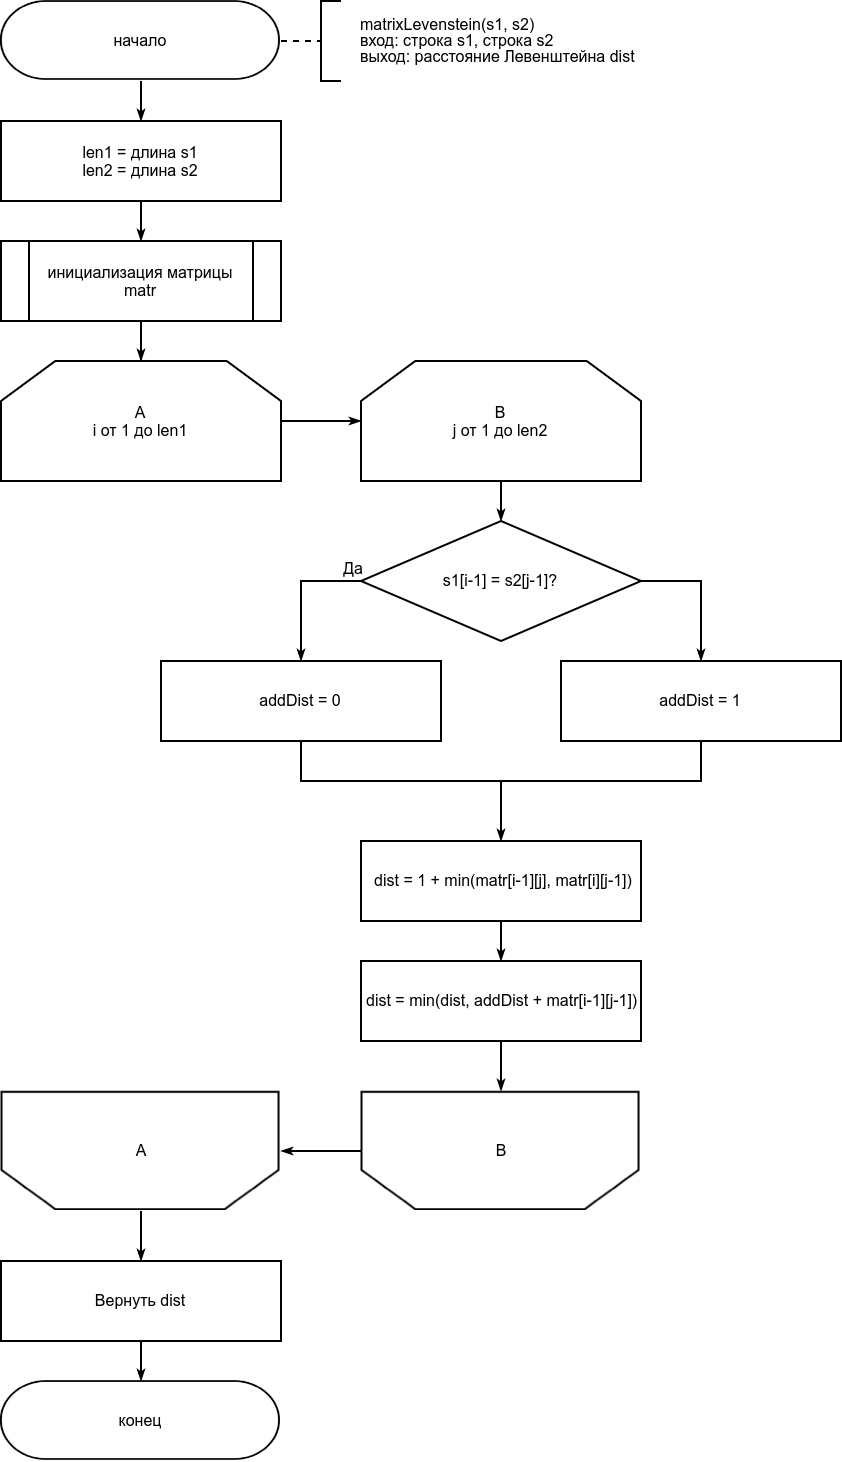 начало
matrixLevenstein(s1, s2)
вход: строка s1, строка s2
выход: расстояние Левенштейна dist
len1 = длина s1
len2 = длина s2
инициализация матрицы
matr
A
i от 1 до len1
B
j от 1 до len2
Да
s1[i-1] = s2[j-1]?
addDist = 0
addDist = 1
dist = 1 + min(matr[i-1][j], matr[i][j-1])
dist = min(dist, addDist + matr[i-1][j-1])
A
B
Вернуть dist
конец